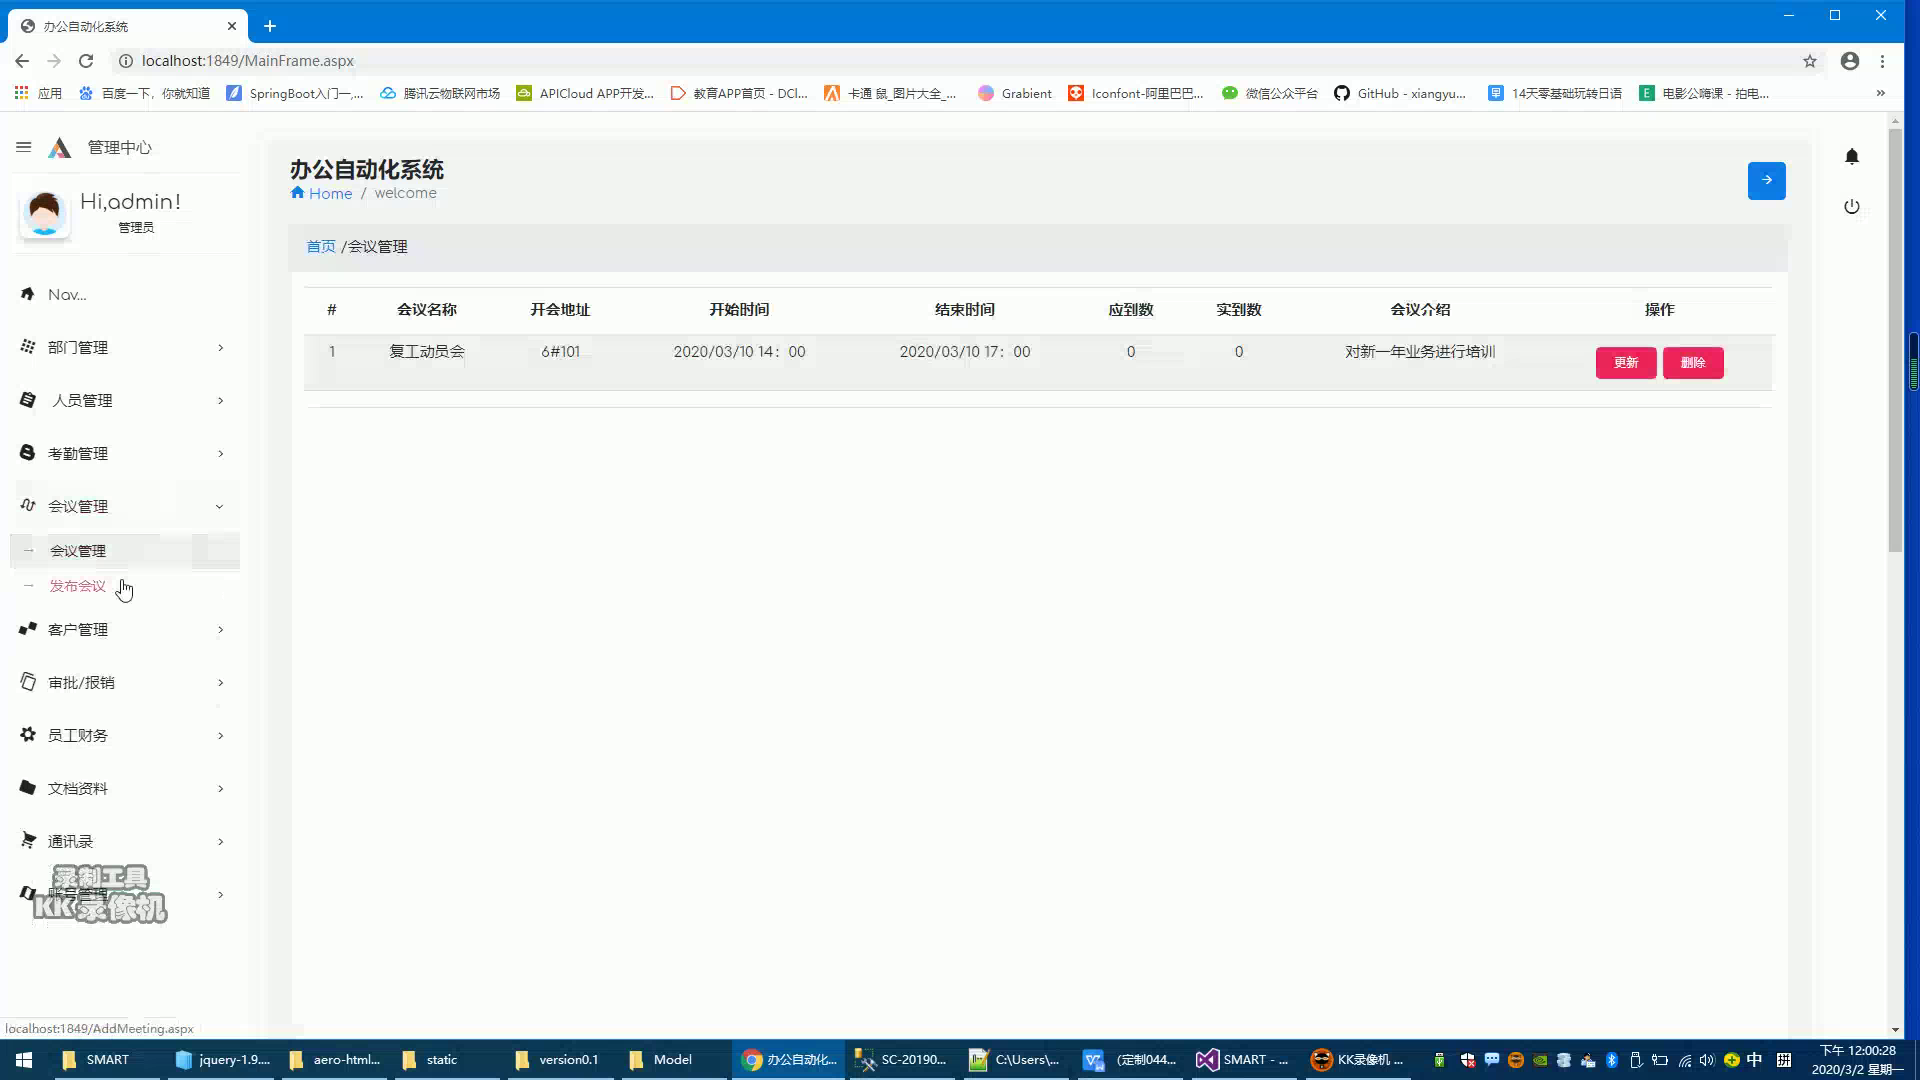 办公自动化系统
localhost:1849/MainFrame.aspx
应用 百度一下，你就知道 SpringBoot入门一,... 腾讯云物联网市场 APICloud APP开发... 教育APP首页 - DCl... 卡通 鼠_图片大全_... Grabient Iconfont-阿里巴巴... 微信公众平台 GitHub - xiangyu... 14天零基础玩转日语 电影公嗨课 - 拍电... »
管理中心
Hi,admin!
管理员
Nav...
部门管理
人员管理
考勤管理
会议管理
会议管理
发布会议
客户管理
审批/报销
员工财务
文档资料
通讯录
账号管理
录制工具
KK录像机
办公自动化系统
Home / welcome
首页 /会议管理
# 会议名称 开会地址 开始时间 结束时间 应到数 实到数 会议介绍 操作
1 复工动员会 6#101 2020/03/10 14：00 2020/03/10 17：00 0 0 对新一年业务进行培训 更新 删除
localhost:1849/AddMeeting.aspx
SMART jquery-1.9.... aero-html... static version0.1 Model 办公自动化... SC-20190... C:\Users\... (定制044... SMART - ... KK录像机 ... 中 拼 下午 12:00:28
2020/3/2 星期一